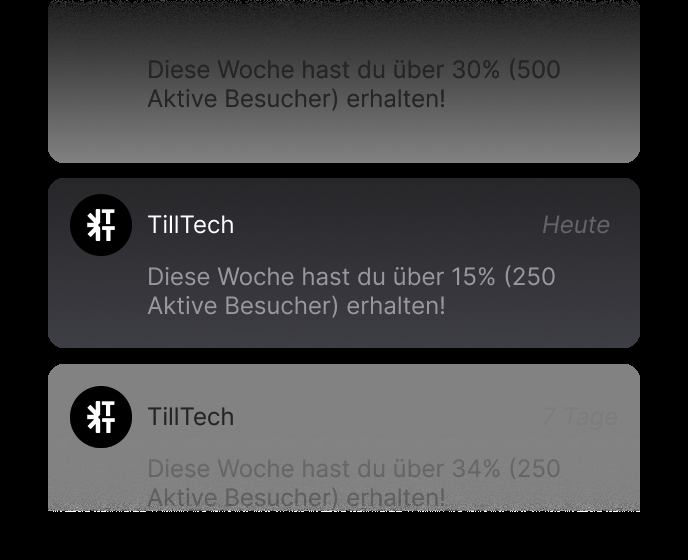 Diese Woche hast du über 30% (500
Aktive Besucher) erhalten!
TillTech
Heute
Diese Woche hast du über 15% (250
Aktive Besucher) erhalten!
TillTech
7 Tage
Diese Woche hast du über 34% (250
Aktive Besucher) erhalten!